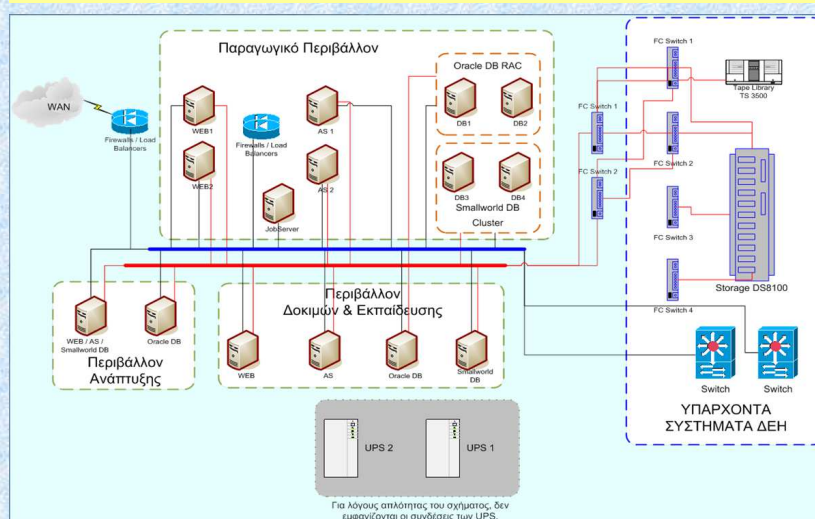 Παραγωγικό Περιβάλλον
WAN
Firewalls / Load
Balancers
WEB1
WEB2
Firewalls / Load
Balancers
JobServer
AS 1
AS 2
Oracle DB RAC
DB1
DB2
DB3
DB4
Smallworld DB
Cluster
FC Switch 1
FC Switch 2
FC Switch 1
FC Switch 2
FC Switch 3
FC Switch 4
Tape Library
TS 3500
Storage DS8100
Switch
Switch
ΥΠΑΡΧΟΝΤΑ
ΣΥΣΤΗΜΑΤΑ ΔΕΗ
WEB / AS /
Smallworld DB
Oracle DB
Περιβάλλον
Ανάπτυξης
Περιβάλλον
Δοκιμών & Εκπαίδευσης
WEB
AS
Oracle DB
Smallworld
DB
UPS 2
UPS 1
Για λόγους απλότητας του σχήματος, δεν
εμφανίζονται οι συνδέσεις των UPS.